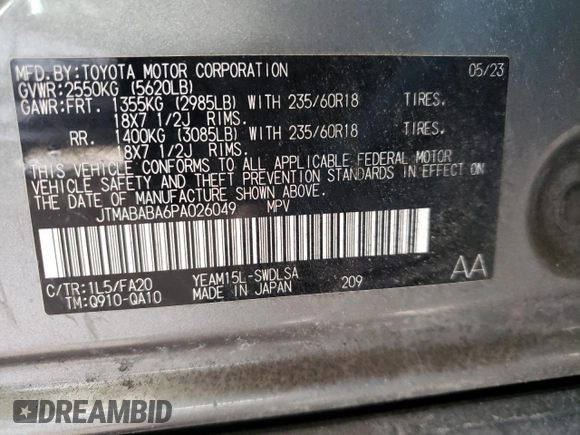 MFD.BY:TOYOTA MOTOR CORPORATION 05/23
GVWR:2550KG (5620LB)
GAWR:FRT. 1355KG (2985LB) WITH 235/60R18 TIRES.
18X7 1/2J RIMS.
RR. 1400KG (3085LB) WITH 235/60R18 TIRES.
18X7 1/2J RIMS.
THIS VEHICLE CONFORMS TO ALL APPLICABLE FEDERAL MOTOR
VEHICLE SAFETY AND THEFT PREVENTION STANDARDS IN EFFECT ON
THE DATE OF MANUFACTURE SHOWN ABOVE.
JTMABABA6PA026049 MPV
C/TR:1L5/FA20 YEAM15L-SWDLSA AA
TM:Q910-QA10 MADE IN JAPAN 209
DREAMBID